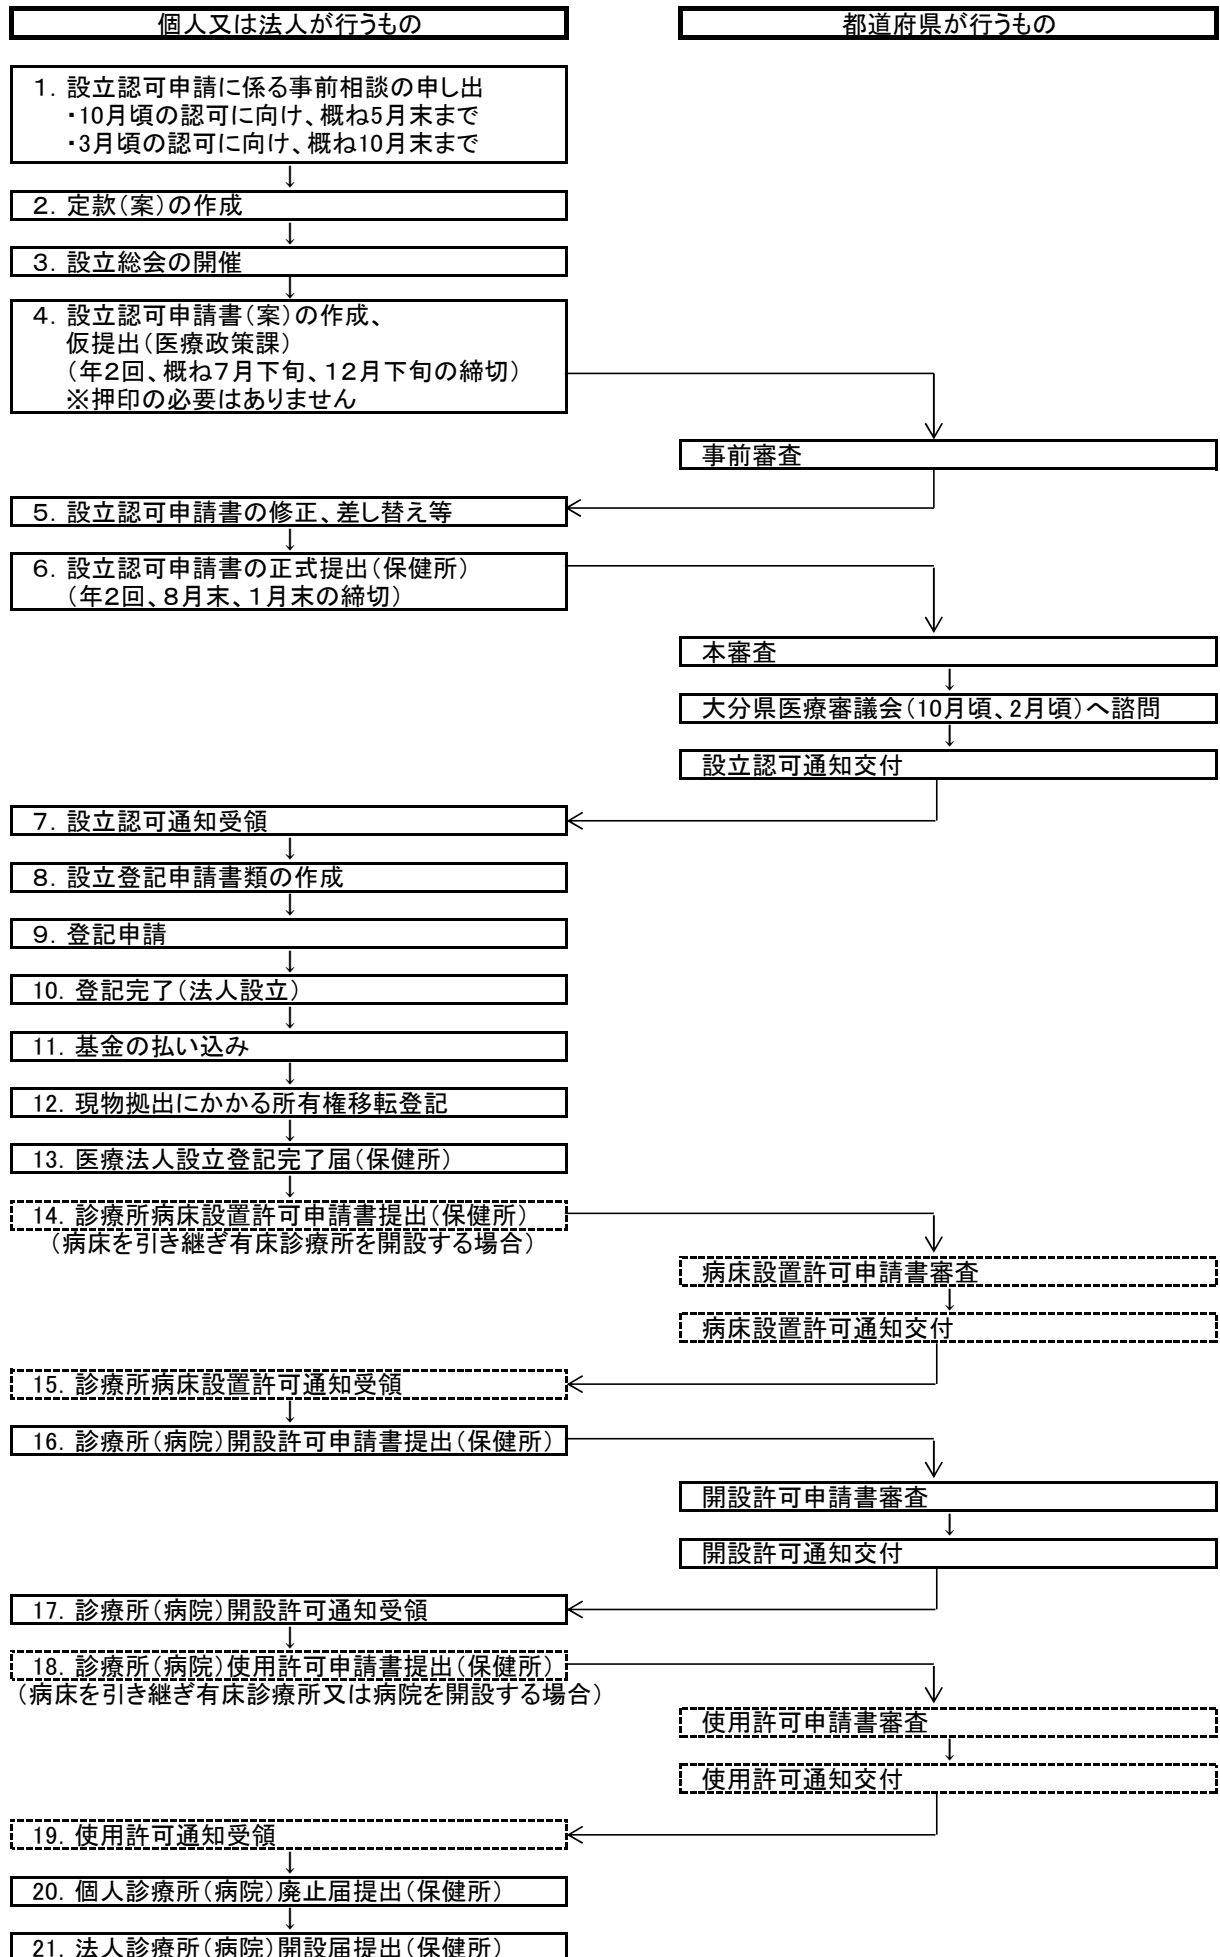 個人又は法人が行うもの
都道府県が行うもの
１．設立認可申請に係る事前相談の申し出
・10月頃の認可に向け、概ね5月末まで
・3月頃の認可に向け、概ね10月末まで
↓
２．定款（案）の作成
↓
３．設立総会の開催
↓
４．設立認可申請書（案）の作成、
仮提出（医療政策課）
（年２回、概ね７月下旬、１２月下旬の締切）
※押印の必要はありません
事前審査
５．設立認可申請書の修正、差し替え等
↓
６．設立認可申請書の正式提出（保健所）
（年２回、８月末、１月末の締切）
本審査
↓
大分県医療審議会（10月頃、2月頃）へ諮問
↓
設立認可通知交付
７．設立認可通知受領
↓
８．設立登記申請書類の作成
↓
９．登記申請
↓
10．登記完了（法人設立）
↓
11．基金の払い込み
↓
12．現物拠出にかかる所有権移転登記
↓
13．医療法人設立登記完了届（保健所）
↓
14．診療所病床設置許可申請書提出（保健所）
（病床を引き継ぎ有床診療所を開設する場合）
病床設置許可申請書審査
↓
病床設置許可通知交付
15．診療所病床設置許可通知受領
↓
16．診療所（病院）開設許可申請書提出（保健所）
開設許可申請書審査
↓
開設許可通知交付
17．診療所（病院）開設許可通知受領
↓
18．診療所（病院）使用許可申請書提出（保健所）
（病床を引き継ぎ有床診療所又は病院を開設する場合）
使用許可申請書審査
↓
使用許可通知交付
19．使用許可通知受領
↓
20．個人診療所（病院）廃止届提出（保健所）
↓
21．法人診療所（病院）開設届提出（保健所）